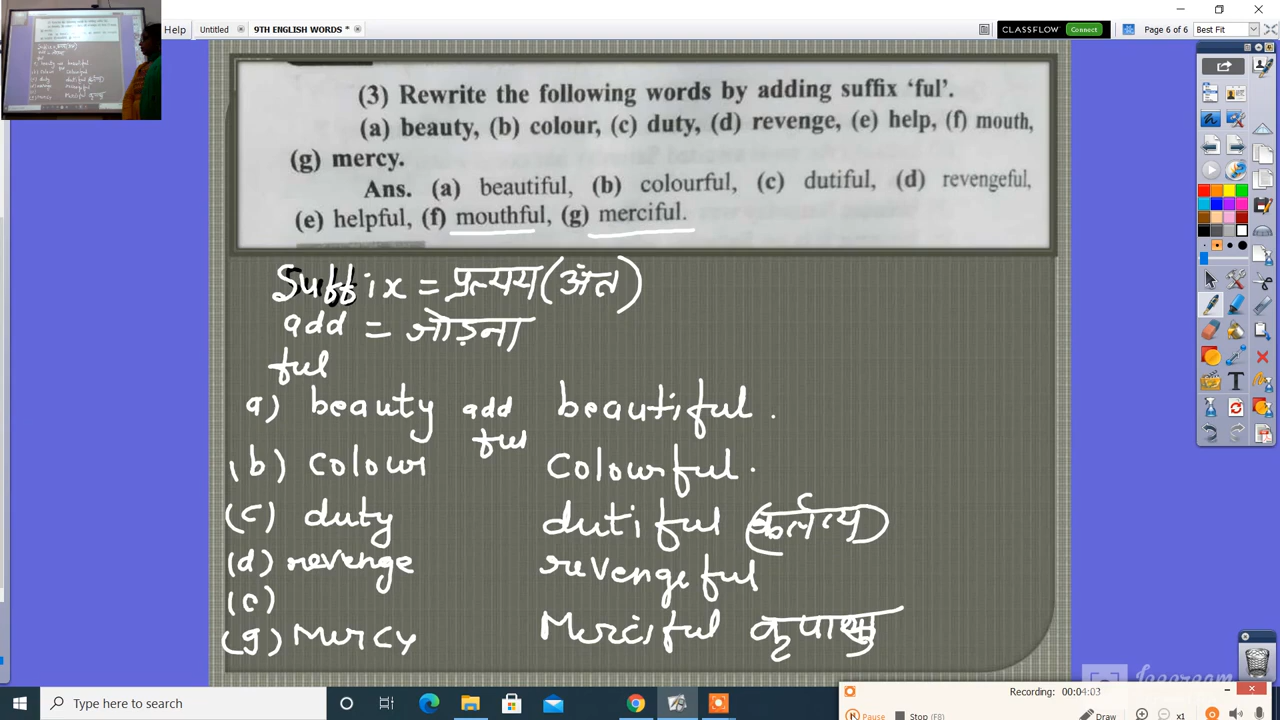 Help
Untitled
9TH ENGLISH WORDS *
CLASSFLOW Connect
Page 6 of 6
Best Fit
(3) Rewrite the following words by adding suffix ‘ful’.
(a) beauty, (b) colour, (c) duty, (d) revenge, (e) help, (f) mouth,
(g) mercy.
Ans. (a) beautiful, (b) colourful, (c) dutiful, (d) revengeful,
(e) helpful, (f) mouthful, (g) merciful.
Suffix = प्रत्यय (अंत)
add = जोड़ना
ful
a) beauty add beautiful.
ful
(b) Colour Colourful.
(c) duty dutiful (कर्तव्य)
(d) revenge revengeful
(e)
(g) Mercy Merciful
Icecream
Type here to search
Recording: 00:04:03
Pause Stop (F8) Draw x1